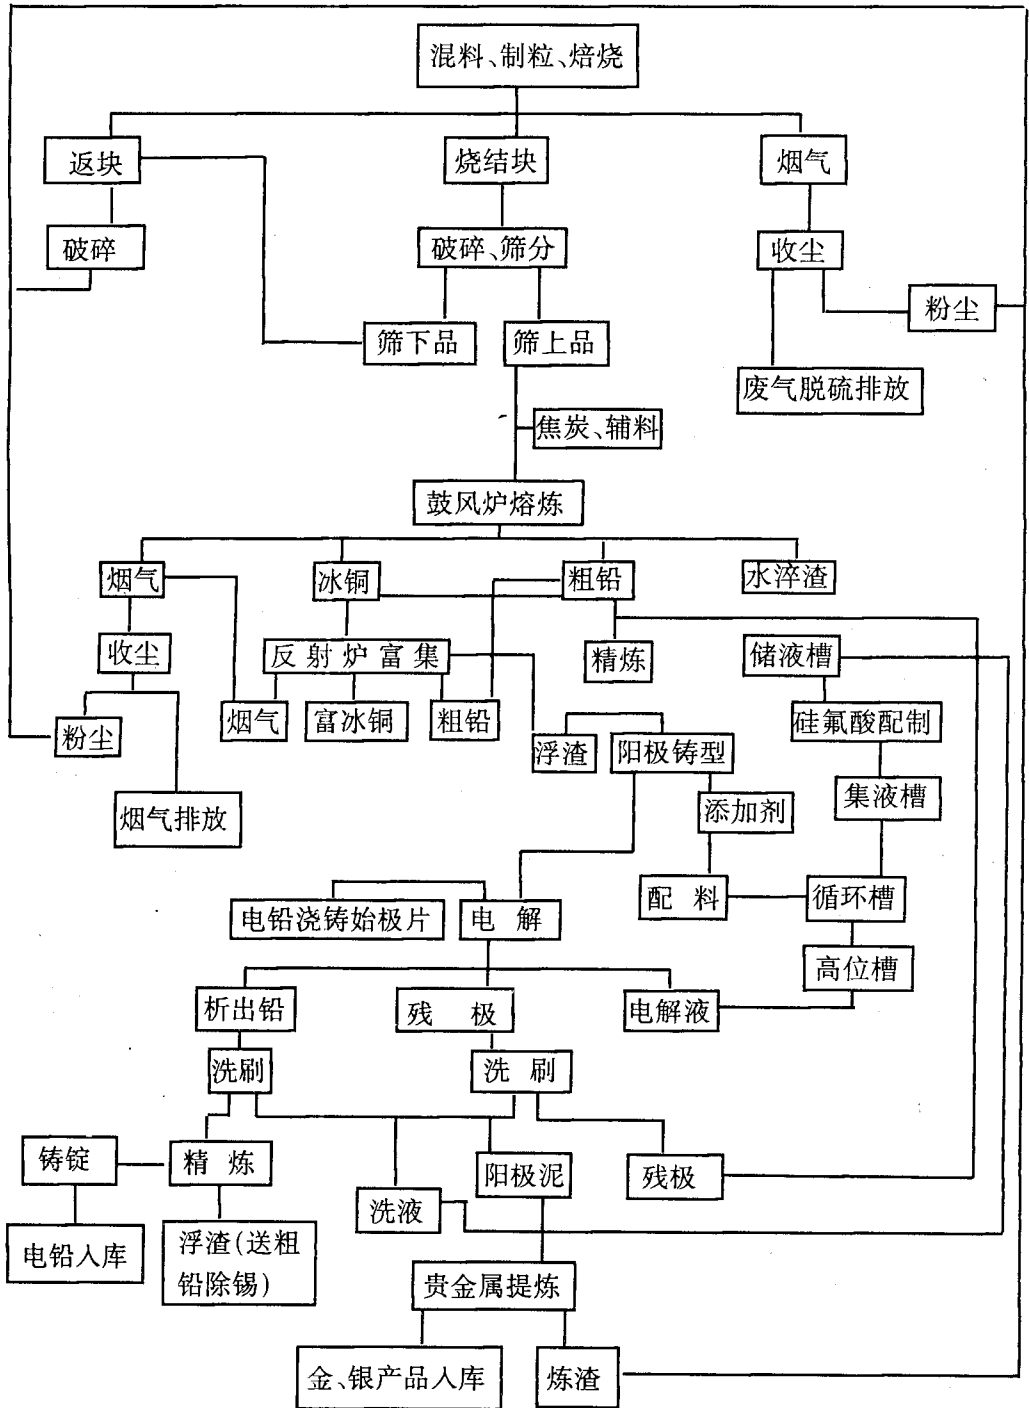 混料、制粒、焙烧
返块
烧结块
烟气
破碎
破碎、筛分
收尘
粉尘
筛下品
筛上品
废气脱硫排放
焦炭、辅料
鼓风炉熔炼
烟气
冰铜
粗铅
水淬渣
收尘
反射炉富集
精炼
储液槽
粉尘
烟气
富冰铜
粗铅
浮渣
阳极铸型
硅氟酸配制
烟气排放
添加剂
集液槽
电铅浇铸始极片
电解
配料
循环槽
高位槽
析出铅
残极
电解液
洗刷
洗刷
铸锭
精炼
洗液
阳极泥
残极
电铅入库
浮渣(送粗
铅除锡)
贵金属提炼
金、银产品入库
炼渣